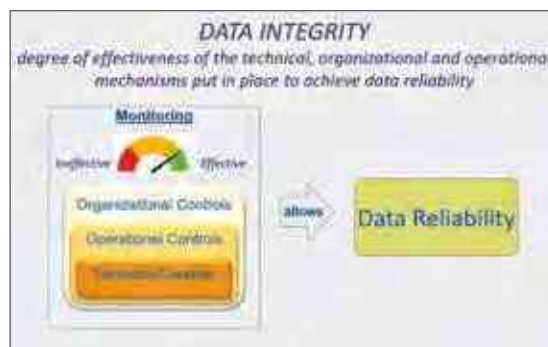 DATA INTEGRITY
degree of effectiveness of the technical, organizational and operational
mechanisms put in place to achieve data reliability
Monitoring
Ineffective
Effective
Organizational Controls
Operational Controls
allows
Data Reliability